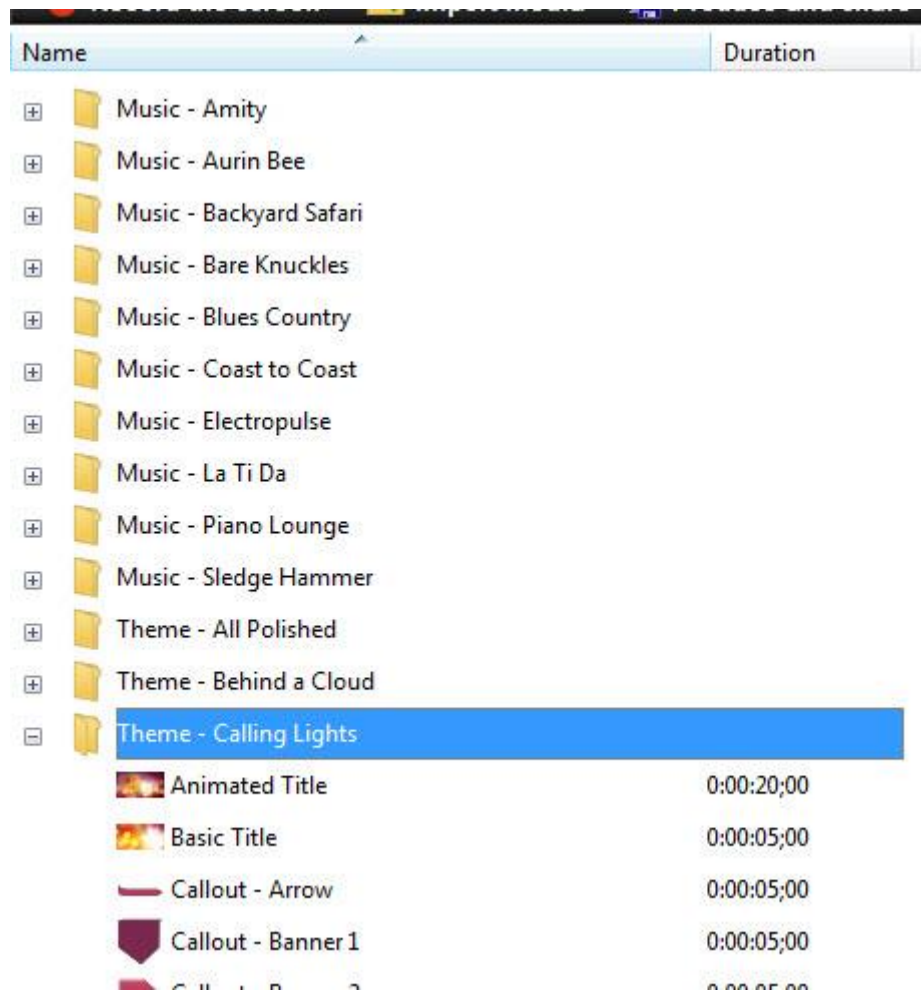 Name Duration
Music - Amity
Music - Aurin Bee
Music - Backyard Safari
Music - Bare Knuckles
Music - Blues Country
Music - Coast to Coast
Music - Electropulse
Music - La Ti Da
Music - Piano Lounge
Music - Sledge Hammer
Theme - All Polished
Theme - Behind a Cloud
Theme - Calling Lights
Animated Title 0:00:20;00
Basic Title 0:00:05;00
Callout - Arrow 0:00:05;00
Callout - Banner 1 0:00:05;00